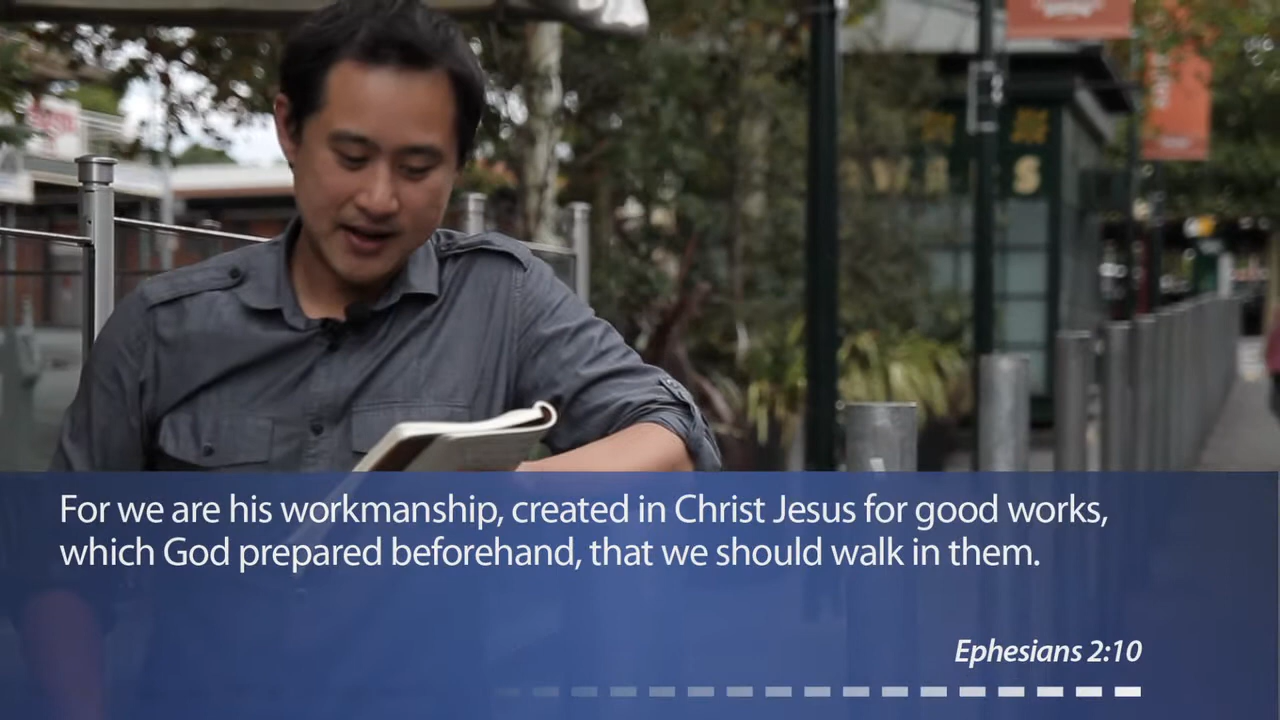 For we are his workmanship, created in Christ Jesus for good works,
which God prepared beforehand, that we should walk in them.
Ephesians 2:10